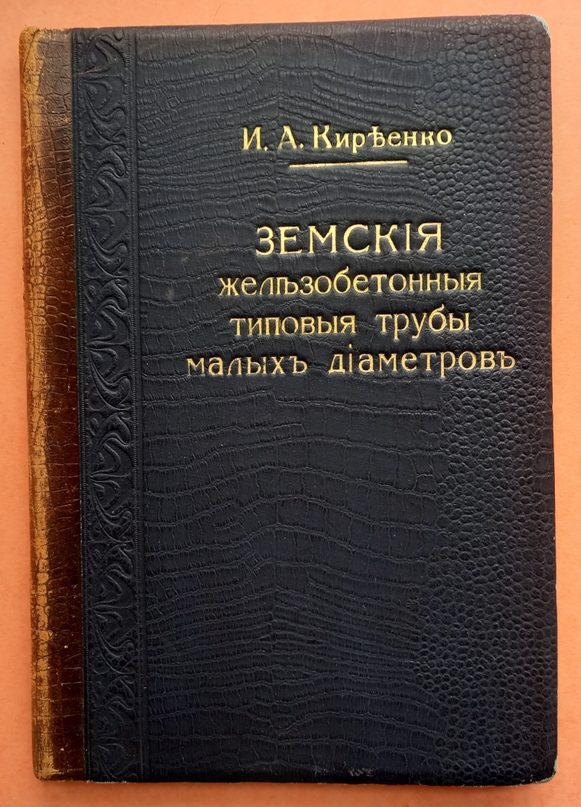 И. А. Кирѣенко
ЗЕМСКІЯ
желѣзобетонныя
типовыя трубы
малыхъ діаметровъ